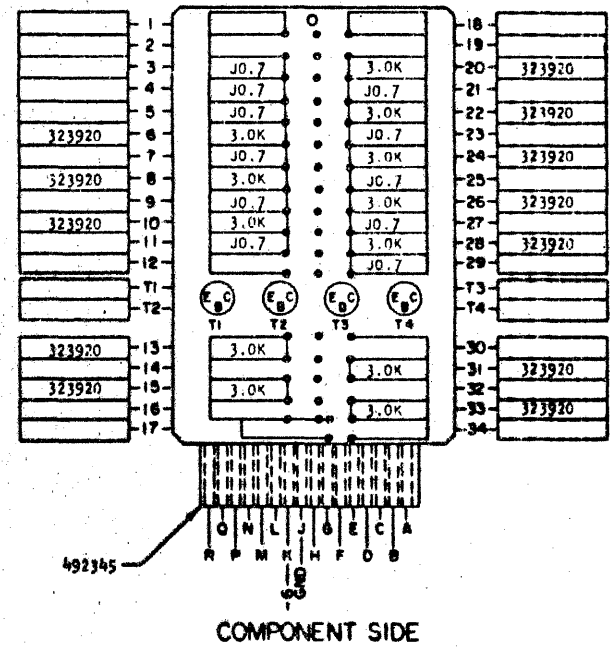 1 O 18
2 19
3 J0.7 3.0K 20 323920
4 J0.7 J0.7 21
5 J0.7 3.0K 22 323920
323920 6 3.0K J0.7 23
7 J0.7 3.0K 24 323920
323920 8 3.0K J0.7 25
9 J0.7 3.0K 26 323920
323920 10 3.0K J0.7 27
11 J0.7 3.0K 28 323920
12 J0.7 29
T1 E B C E B C E B C E B C T3
T2 T1 T2 T3 T4 T4
323920 13 3.0K 30
14 3.0K 31 323920
323920 15 3.0K 32
16 3.0K 33 323920
17 34
Q N L J G E C A
R P M K H F D B
492345
-6 GND
COMPONENT SIDE